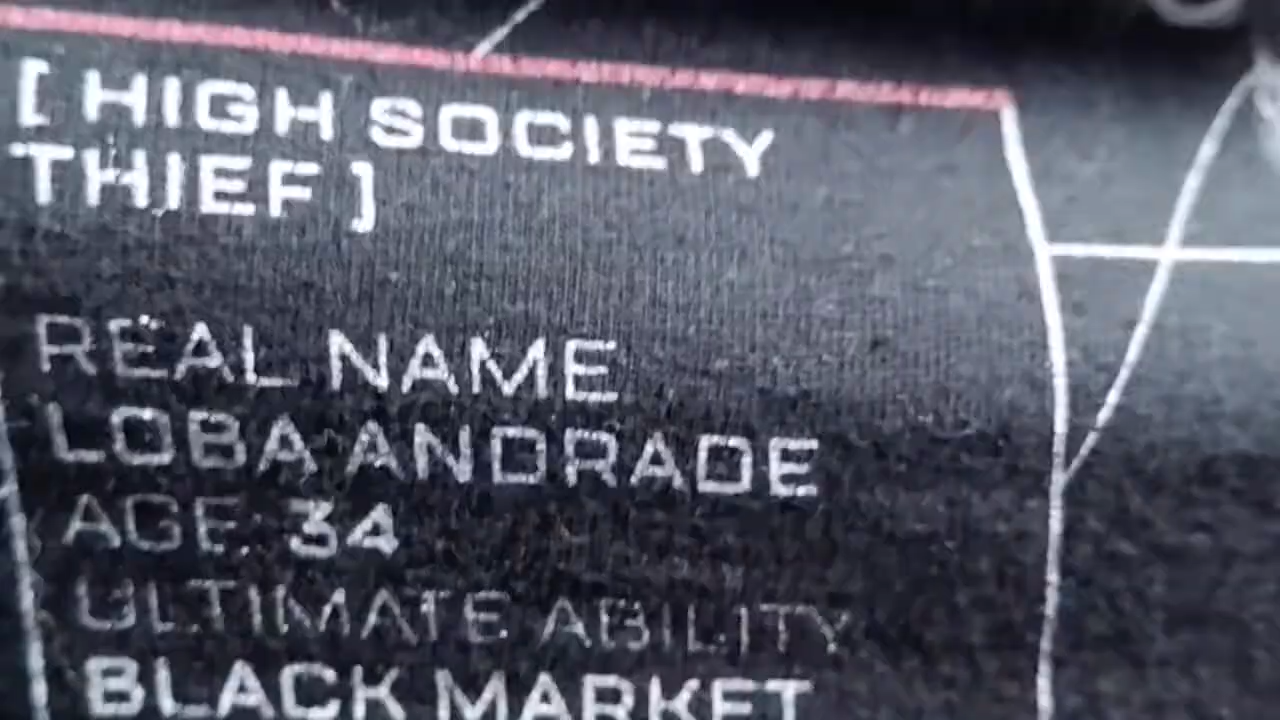 [ HIGH SOCIETY
THIEF ]
REAL NAME
LOBA ANDRADE
AGE 34
ULTIMATE ABILITY
BLACK MARKET